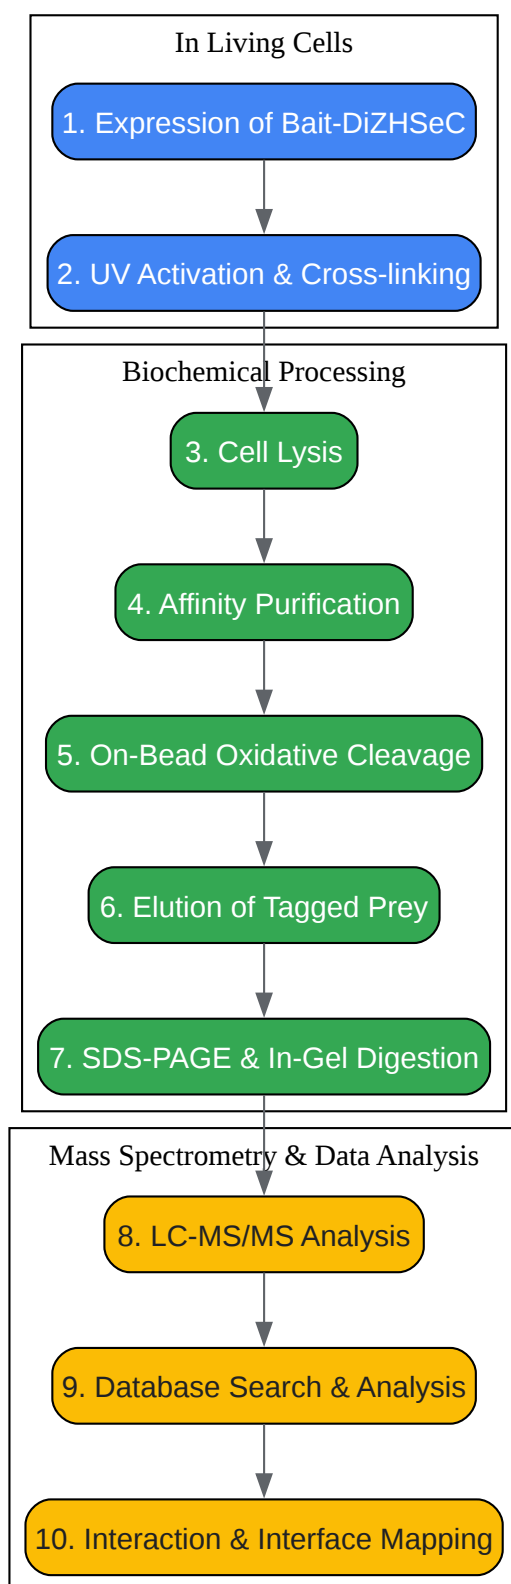 In Living Cells
1. Expression of Bait-DiZHSeC
2. UV Activation & Cross-linking
Biochemical Processing
3. Cell Lysis
4. Affinity Purification
5. On-Bead Oxidative Cleavage
6. Elution of Tagged Prey
7. SDS-PAGE & In-Gel Digestion
Mass Spectrometry & Data Analysis
8. LC-MS/MS Analysis
9. Database Search & Analysis
10. Interaction & Interface Mapping